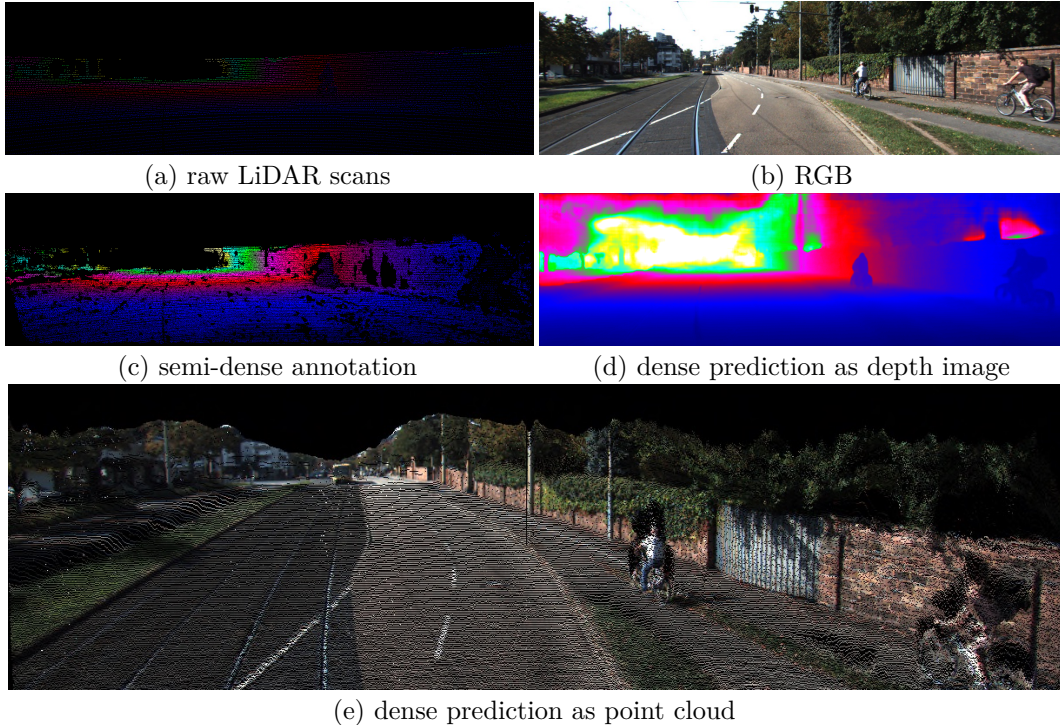 (a) raw LiDAR scans
(b) RGB
(c) semi-dense annotation
(d) dense prediction as depth image
(e) dense prediction as point cloud